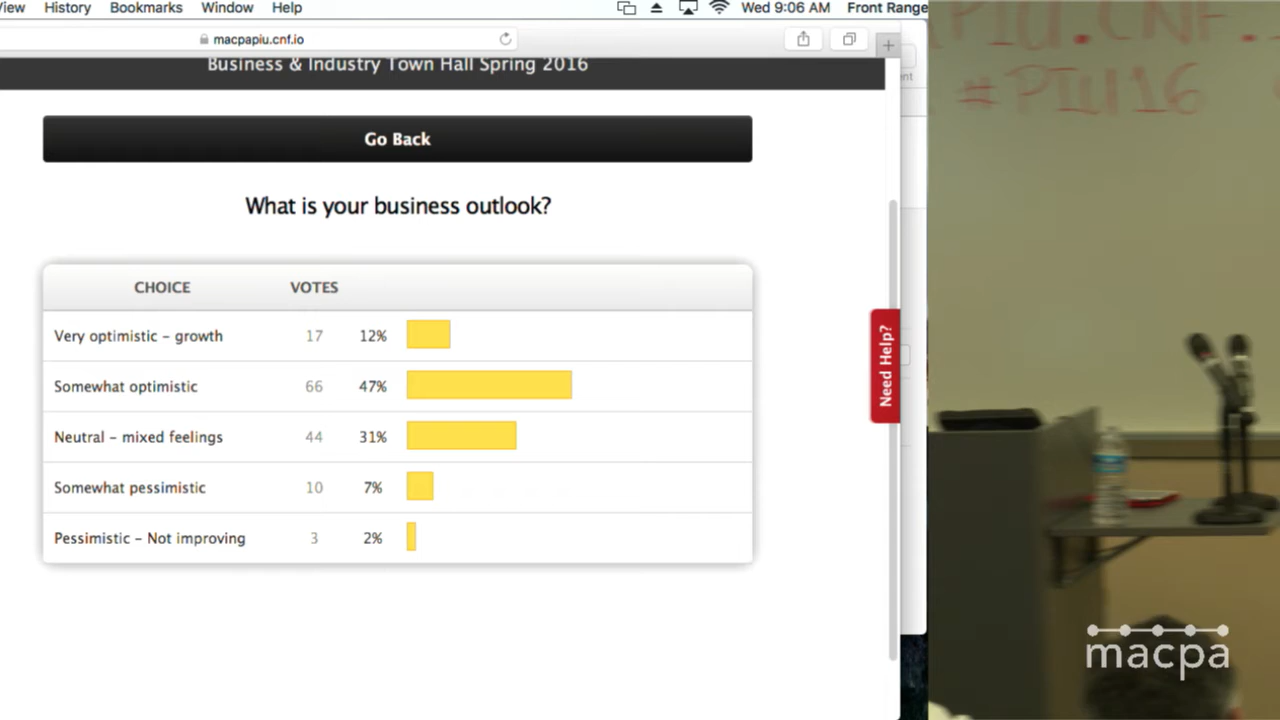 View History Bookmarks Window Help Wed 9:06 AM Front Range
macpapiu.cnf.io
Business & Industry Town Hall Spring 2016
Go Back
What is your business outlook?
CHOICE VOTES
Very optimistic – growth 17 12%
Somewhat optimistic 66 47%
Neutral – mixed feelings 44 31%
Somewhat pessimistic 10 7%
Pessimistic – Not improving 3 2%
Need Help?
PIU.CNF.
#PIU16
macpa